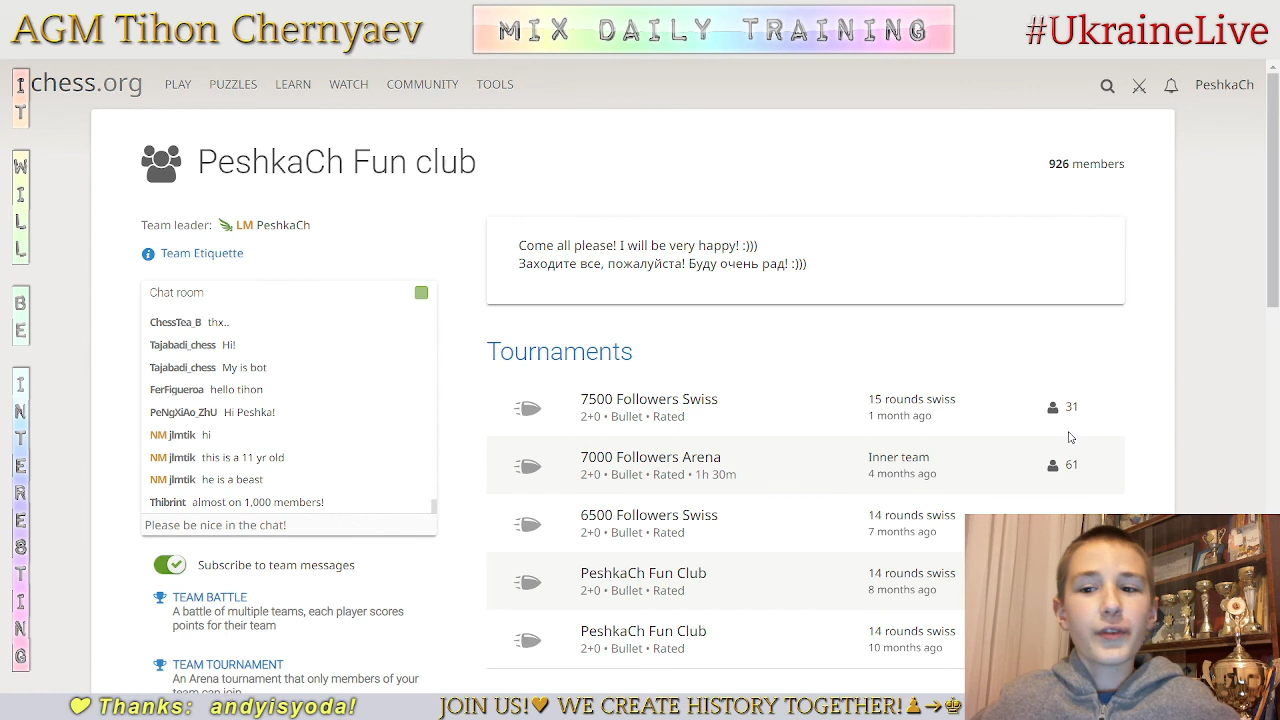 AGM Tihon Chernyaev
MIX DAILY TRAINING
#UkraineLive
chess.org
PLAY
PUZZLES
LEARN
WATCH
COMMUNITY
TOOLS
PeshkaCh
IT
WILL
BE
INTERESTING
PeshkaCh Fun club
926 members
Team leader: LM PeshkaCh
Team Etiquette
Come all please! I will be very happy! :)))
Заходите все, пожалуйста! Буду очень рад! :)))
Chat room
ChessTea_B thx..
Tajabadi_chess Hi!
Tajabadi_chess My is bot
FerFigueroa hello tihon
PeNgXiAo_ZhU Hi Peshka!
NM jlmtik hi
NM jlmtik this is a 11 yr old
NM jlmtik he is a beast
Thibrint almost on 1,000 members!
Please be nice in the chat!
Subscribe to team messages
TEAM BATTLE
A battle of multiple teams, each player scores
points for their team
TEAM TOURNAMENT
An Arena tournament that only members of your
team can join
Tournaments
7500 Followers Swiss
2+0 • Bullet • Rated
15 rounds swiss
1 month ago
31
7000 Followers Arena
2+0 • Bullet • Rated • 1h 30m
Inner team
4 months ago
61
6500 Followers Swiss
2+0 • Bullet • Rated
14 rounds swiss
7 months ago
PeshkaCh Fun Club
2+0 • Bullet • Rated
14 rounds swiss
8 months ago
PeshkaCh Fun Club
2+0 • Bullet • Rated
14 rounds swiss
10 months ago
Thanks: andyisyoda!
JOIN US! WE CREATE HISTORY TOGETHER!